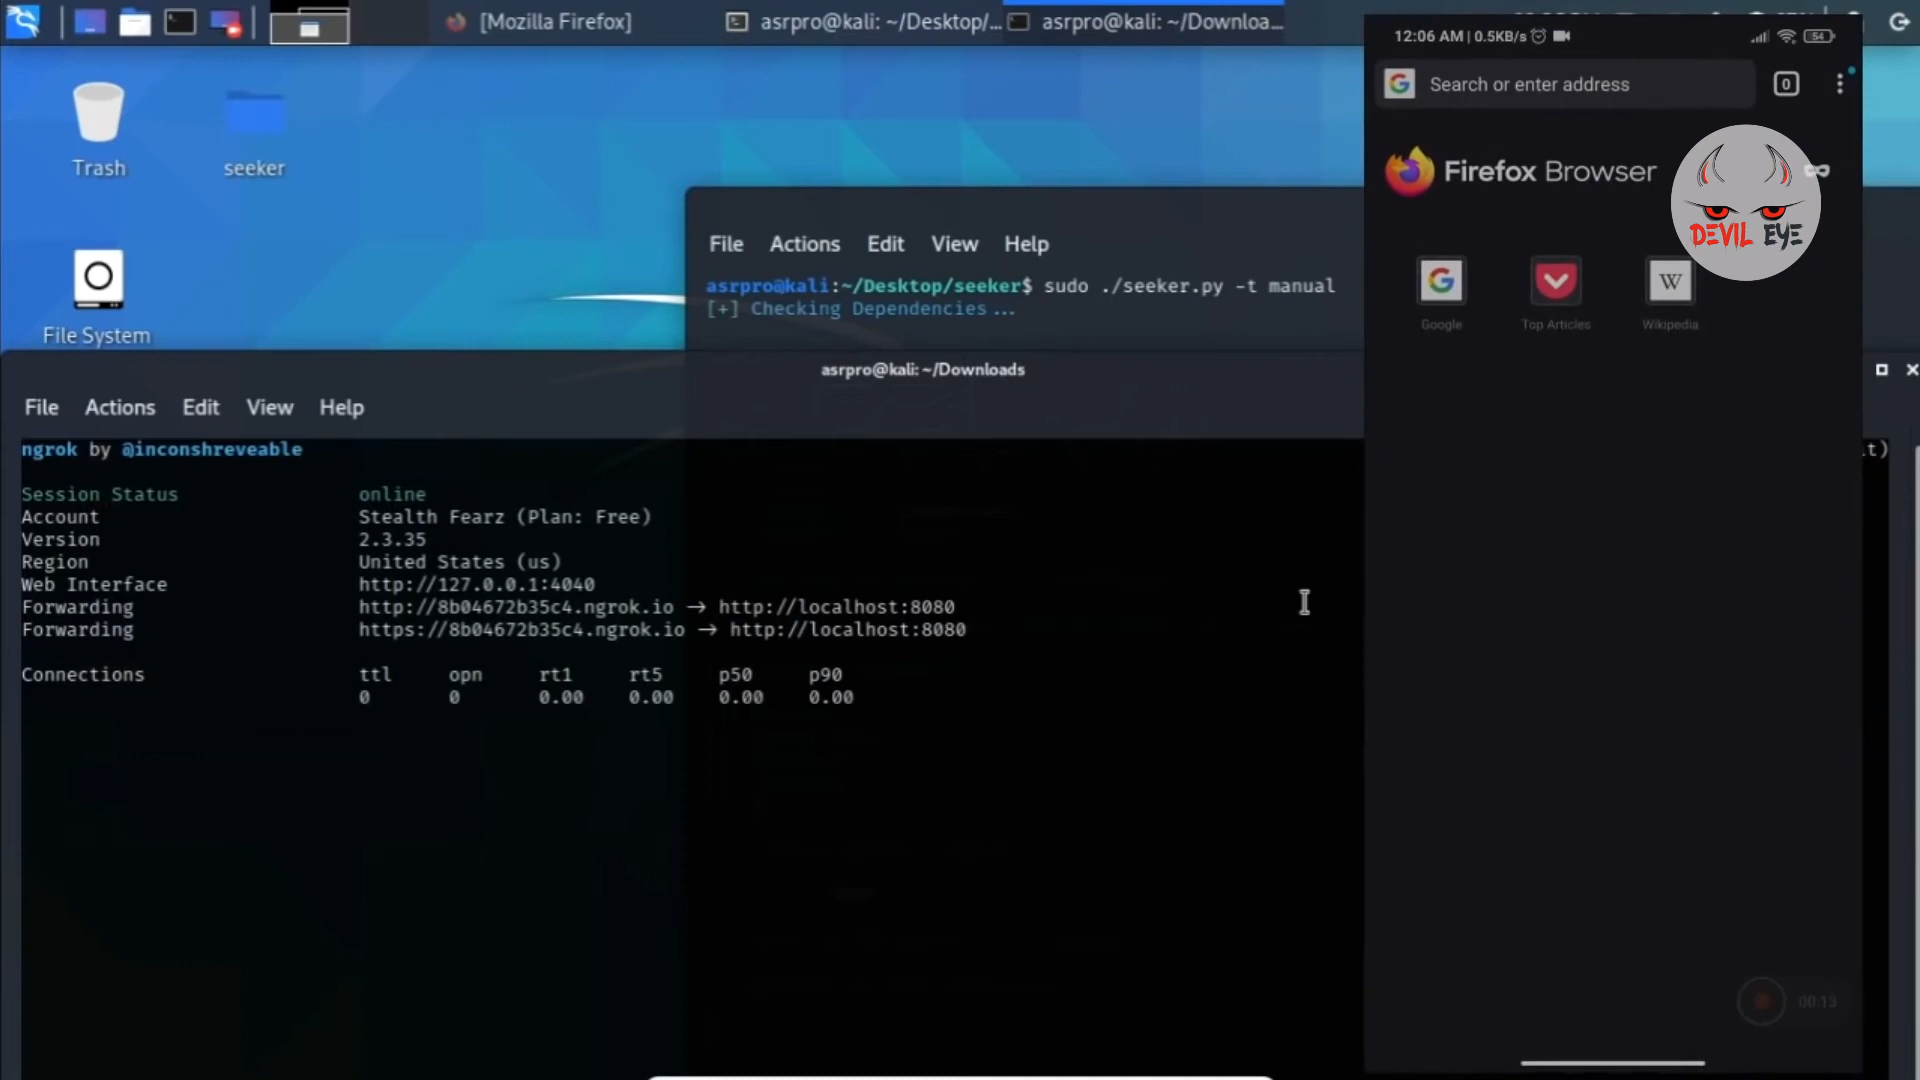 [Mozilla Firefox]
asrpro@kali: ~/Desktop/...
asrpro@kali: ~/Downloa...
Trash
seeker
File System
File Actions Edit View Help
asrpro@kali:~/Desktop/seeker$ sudo ./seeker.py -t manual
[+] Checking Dependencies ...
asrpro@kali: ~/Downloads
File Actions Edit View Help
ngrok by @inconshreveable
Session Status online
Account Stealth Fearz (Plan: Free)
Version 2.3.35
Region United States (us)
Web Interface http://127.0.0.1:4040
Forwarding http://8b04672b35c4.ngrok.io → http://localhost:8080
Forwarding https://8b04672b35c4.ngrok.io → http://localhost:8080
Connections ttl opn rt1 rt5 p50 p90
0 0 0.00 0.00 0.00 0.00
12:06 AM | 0.5KB/s
54
Search or enter address
0
Firefox Browser
DEVIL EYE
Google
Top Articles
W
Wikipedia
00:13